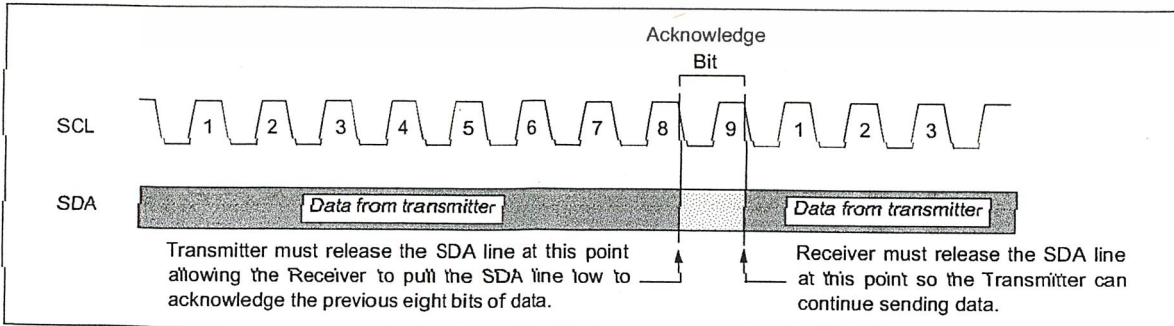 Acknowledge
Bit
SCL
1 2 3 4 5 6 7 8 9 1 2 3
SDA
Data from transmitter
Data from transmitter
Transmitter must release the SDA line at this point
allowing the Receiver to pull the SDA line low to
acknowledge the previous eight bits of data.
Receiver must release the SDA line
at this point so the Transmitter can
continue sending data.